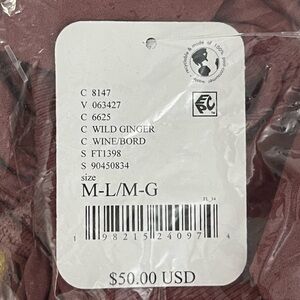 C 8147
V 063427
C 6625
C WILD GINGER
C WINE/BORD
S FT1398
S 90450834
size
M-L/M-G
1 98215 24097 4
$50.00 USD